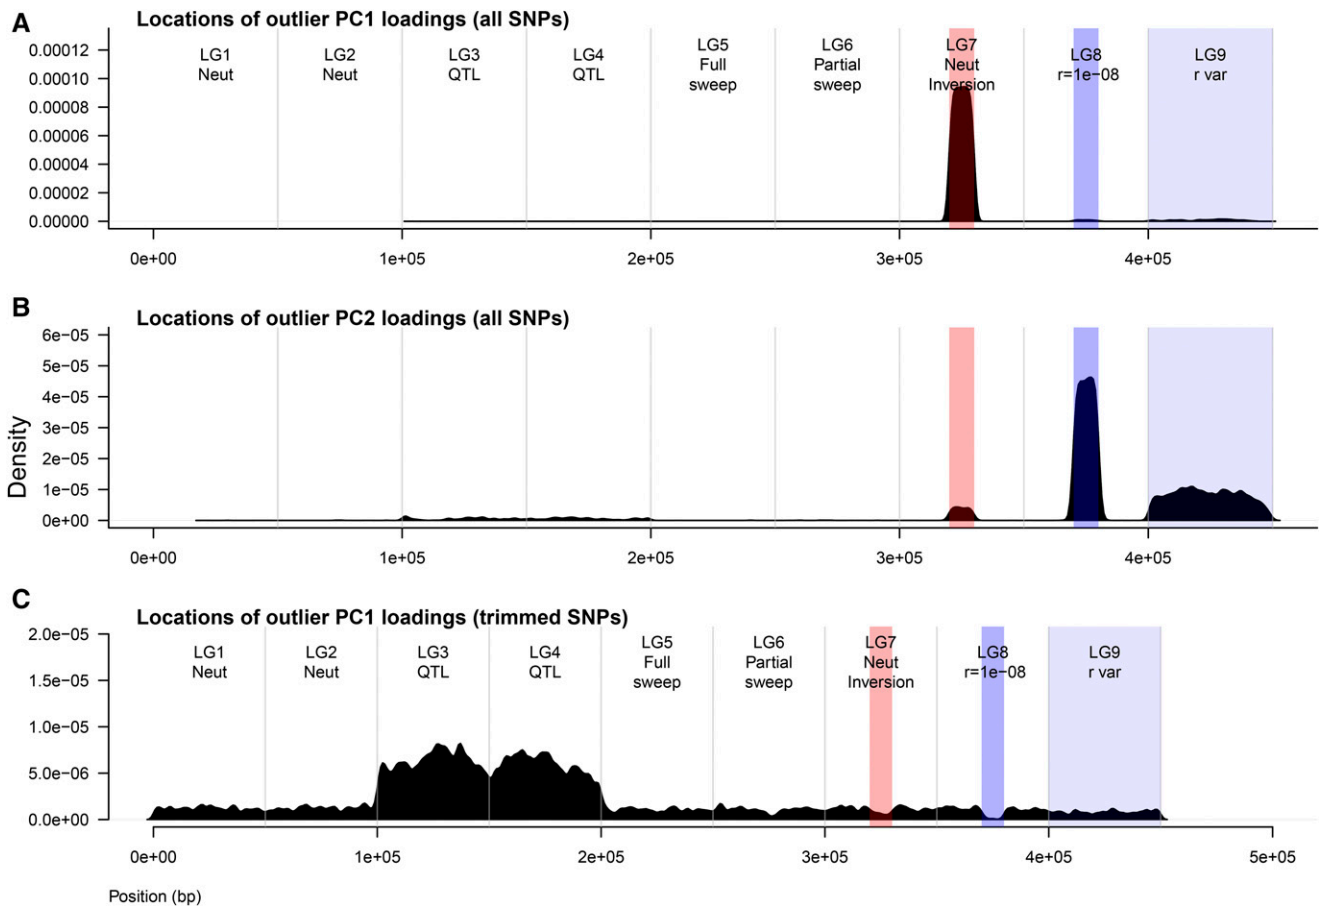 A
Locations of outlier PC1 loadings (all SNPs)
LG1 Neut
LG2 Neut
LG3 QTL
LG4 QTL
LG5 Full sweep
LG6 Partial sweep
LG7 Neut Inversion
LG8 r=1e−08
LG9 r var
0.00012
0.00010
0.00008
0.00006
0.00004
0.00002
0.00000
0e+00 1e+05 2e+05 3e+05 4e+05
B
Locations of outlier PC2 loadings (all SNPs)
Density
6e−05
5e−05
4e−05
3e−05
2e−05
1e−05
0e+00
0e+00 1e+05 2e+05 3e+05 4e+05
C
Locations of outlier PC1 loadings (trimmed SNPs)
LG1 Neut
LG2 Neut
LG3 QTL
LG4 QTL
LG5 Full sweep
LG6 Partial sweep
LG7 Neut Inversion
LG8 r=1e−08
LG9 r var
2.0e−05
1.5e−05
1.0e−05
5.0e−06
0.0e+00
0e+00 1e+05 2e+05 3e+05 4e+05 5e+05
Position (bp)